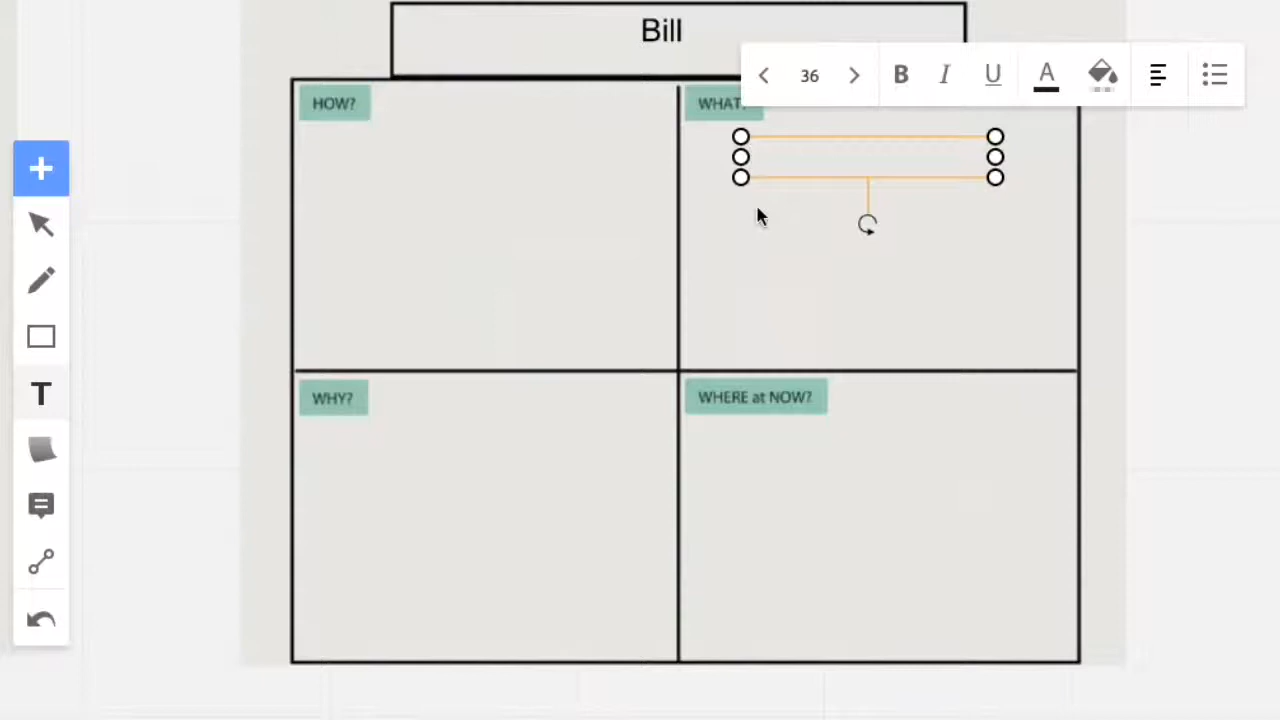 Bill
36 B I U A
HOW?
WHAT?
T
WHY?
WHERE at NOW?